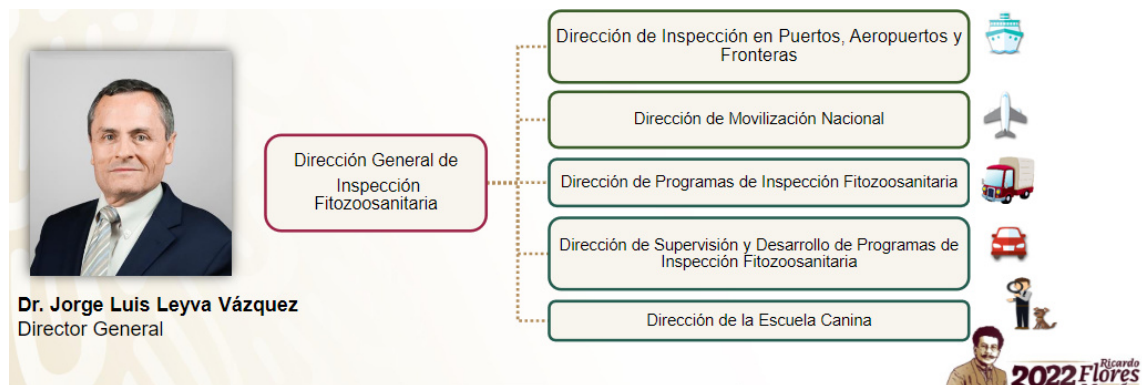 Dirección de Inspección en Puertos, Aeropuertos y
Fronteras
Dirección de Movilización Nacional
Dirección General de
Inspección
Fitozoosanitaria
Dirección de Programas de Inspección Fitozoosanitaria
Dirección de Supervisión y Desarrollo de Programas de
Inspección Fitozoosanitaria
Dirección de la Escuela Canina
Dr. Jorge Luis Leyva Vázquez
Director General
Ricardo
2022 Flores